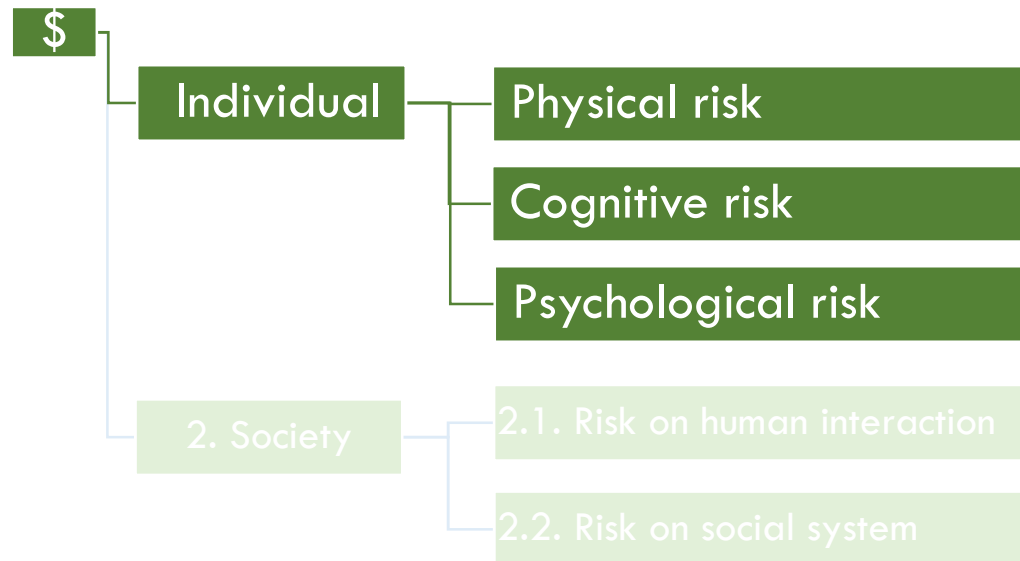 $
Individual
Physical risk
Cognitive risk
Psychological risk
2. Society
2.1. Risk on human interaction
2.2. Risk on social system